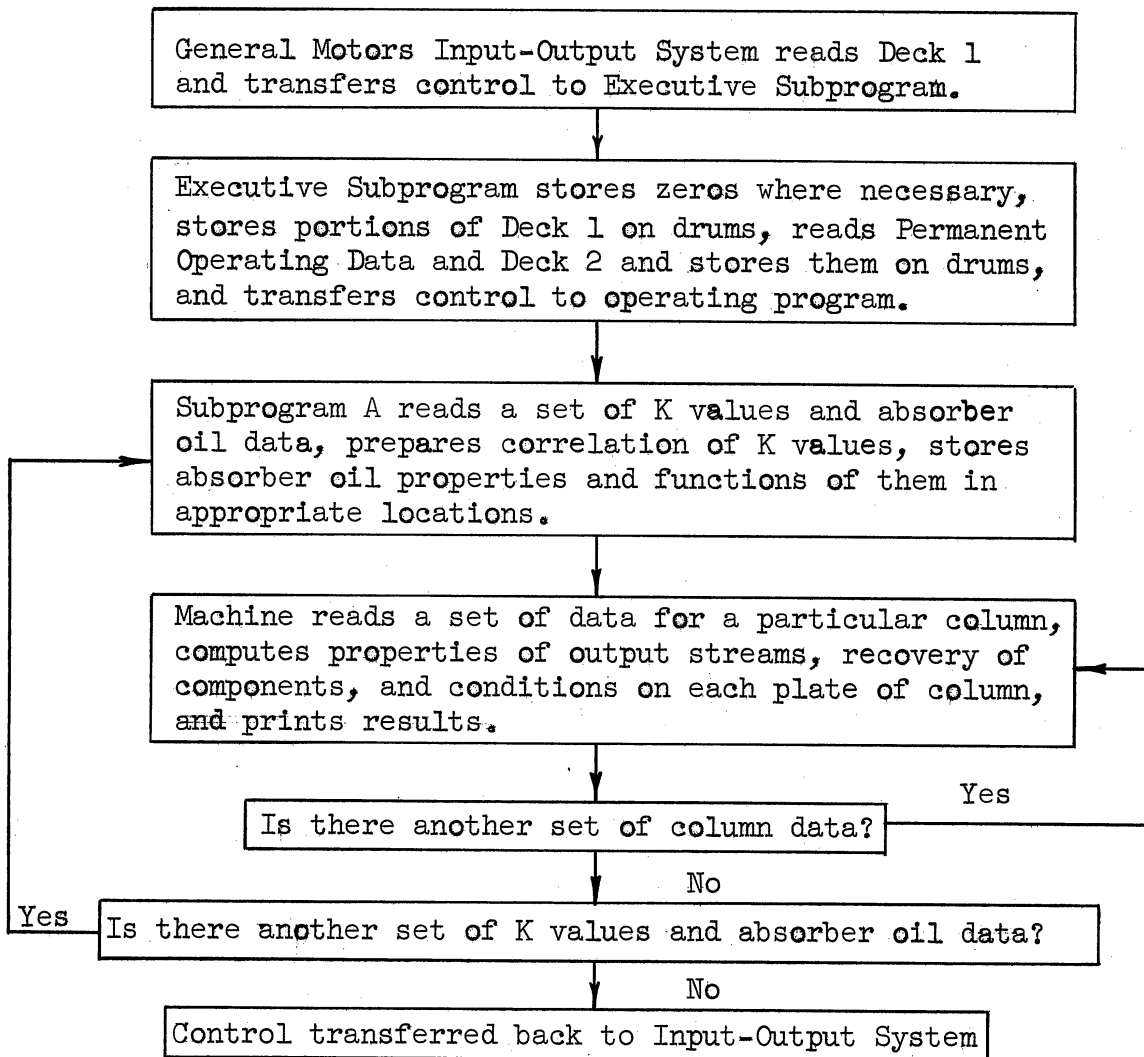 General Motors Input-Output System reads Deck 1
and transfers control to Executive Subprogram.
Executive Subprogram stores zeros where necessary,
stores portions of Deck 1 on drums, reads Permanent
Operating Data and Deck 2 and stores them on drums,
and transfers control to operating program.
Subprogram A reads a set of K values and absorber
oil data, prepares correlation of K values, stores
absorber oil properties and functions of them in
appropriate locations.
Machine reads a set of data for a particular column,
computes properties of output streams, recovery of
components, and conditions on each plate of column,
and prints results.
Yes
Is there another set of column data?
No
Yes
Is there another set of K values and absorber oil data?
No
Control transferred back to Input-Output System